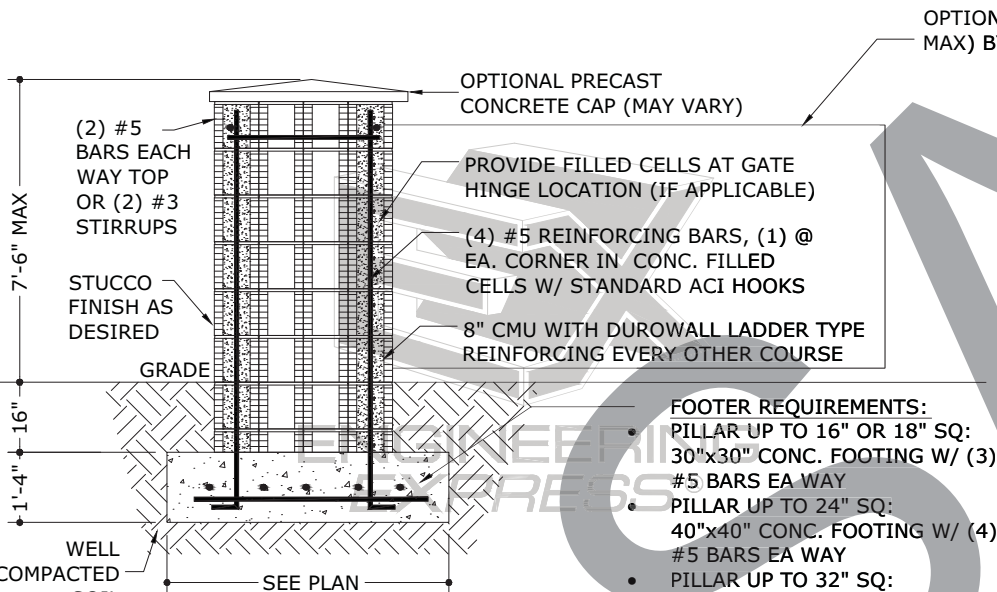 OPTION
MAX) B
OPTIONAL PRECAST
CONCRETE CAP (MAY VARY)
(2) #5
BARS EACH
WAY TOP
OR (2) #3
STIRRUPS
PROVIDE FILLED CELLS AT GATE
HINGE LOCATION (IF APPLICABLE)
(4) #5 REINFORCING BARS, (1) @
EA. CORNER IN CONC. FILLED
CELLS W/ STANDARD ACI HOOKS
7'-6" MAX
STUCCO
FINISH AS
DESIRED
8" CMU WITH DUROWALL LADDER TYPE
REINFORCING EVERY OTHER COURSE
GRADE
16"
1'-4"
FOOTER REQUIREMENTS:
• PILLAR UP TO 16" OR 18" SQ:
30"x30" CONC. FOOTING W/ (3)
#5 BARS EA WAY
• PILLAR UP TO 24" SQ:
40"x40" CONC. FOOTING W/ (4)
#5 BARS EA WAY
• PILLAR UP TO 32" SQ:
ENGINEERING
EXPRESS®
WELL
COMPACTED
SEE PLAN
EX